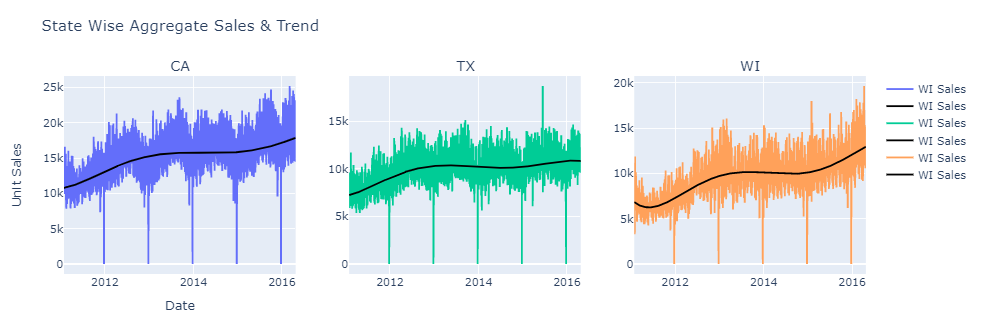 State Wise Aggregate Sales & Trend
CA
TX
WI
25k
20k
15k
10k
5k
0
2012
2014
2016
15k
10k
5k
0
2012
2014
2016
20k
15k
10k
5k
0
2012
2014
2016
Unit Sales
Date
WI Sales
WI Sales
WI Sales
WI Sales
WI Sales
WI Sales